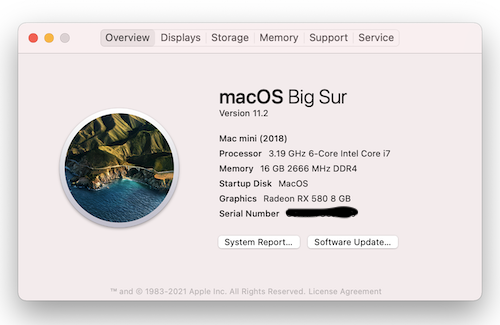 Overview Displays Storage Memory Support Service
macOS Big Sur
Version 11.2
Mac mini (2018)
Processor 3.19 GHz 6-Core Intel Core i7
Memory 16 GB 2666 MHz DDR4
Startup Disk MacOS
Graphics Radeon RX 580 8 GB
Serial Number
System Report... Software Update...
™ and © 1983-2021 Apple Inc. All Rights Reserved. License Agreement